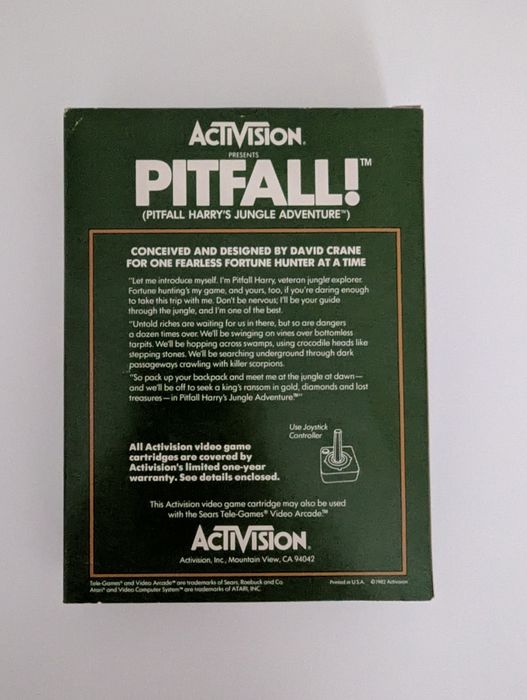 ACTIVISION®
PRESENTS
PITFALL!™
(PITFALL HARRY'S JUNGLE ADVENTURE™)
CONCEIVED AND DESIGNED BY DAVID CRANE
FOR ONE FEARLESS FORTUNE HUNTER AT A TIME
"Let me introduce myself. I'm Pitfall Harry, veteran jungle explorer.
Fortune hunting's my game, and yours, too, if you're daring enough
to take this trip with me. Don't be nervous; I'll be your guide
through the jungle, and I'm one of the best.
"Untold riches are waiting for us in there, but so are dangers
a dozen times over. We'll be swinging on vines over bottomless
tarpits. We'll be hopping across swamps, using crocodile heads like
stepping stones. We'll be searching underground through dark
passageways crawling with killer scorpions.
"So pack up your backpack and meet me at the jungle at dawn—
and we'll be off to seek a king's ransom in gold, diamonds and lost
treasures—in Pitfall Harry's Jungle Adventure™"
Use Joystick
Controller
All Activision video game
cartridges are covered by
Activision's limited one-year
warranty. See details enclosed.
This Activision video game cartridge may also be used
with the Sears Tele-Games® Video Arcade.™
ACTIVISION®
Activision, Inc., Mountain View, CA 94042
Tele-Games® and Video Arcade™ are trademarks of Sears, Roebuck and Co.
Atari® and Video Computer System™ are trademarks of ATARI, INC.
Printed in U.S.A. ©1982 Activision